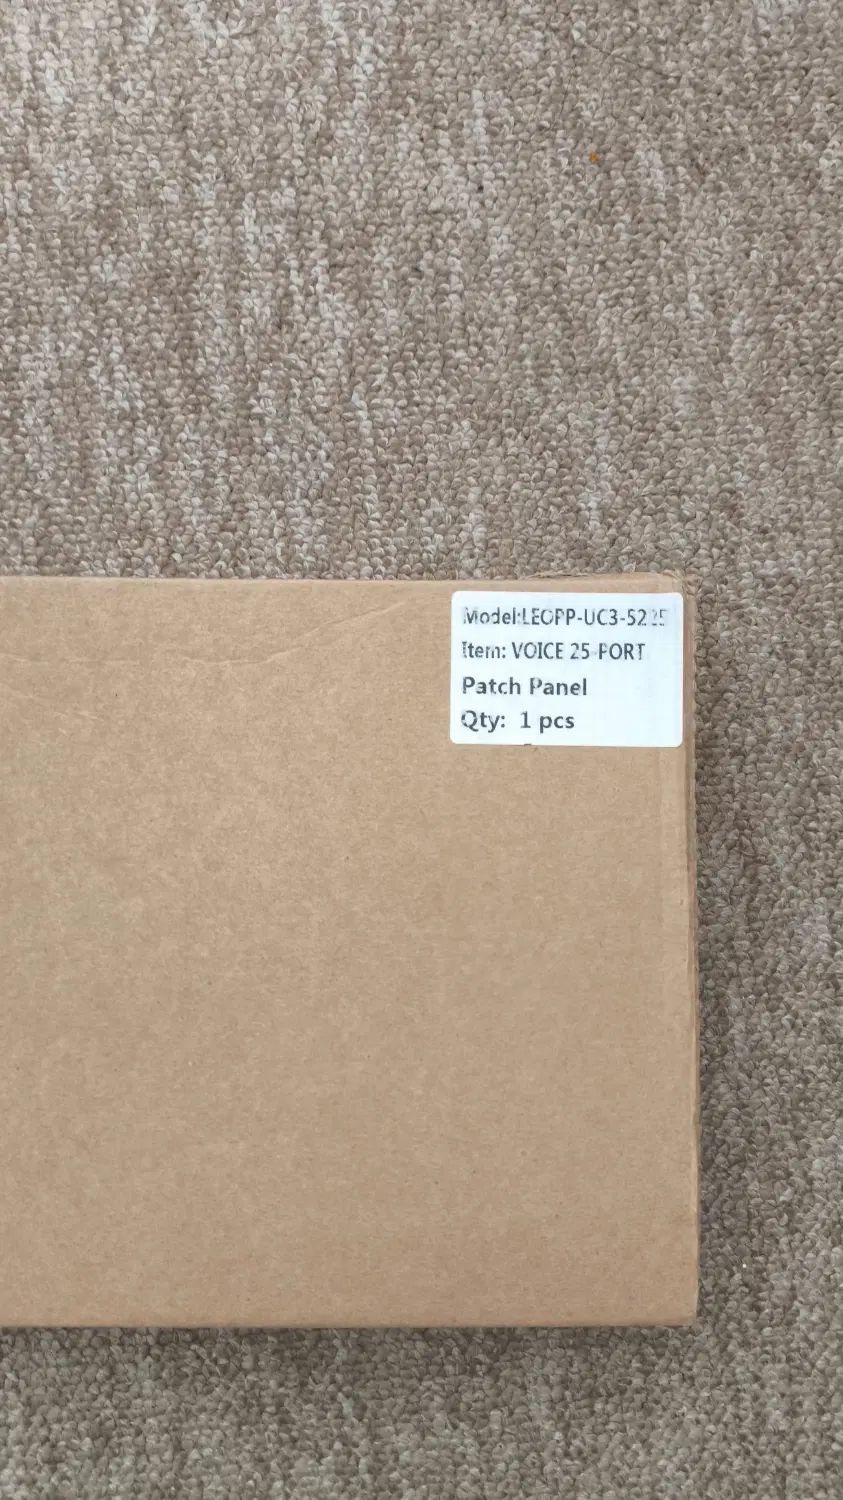 Model:LEOPP-UC3-5225
Item: VOICE 25-PORT
Patch Panel
Qty: 1 pcs